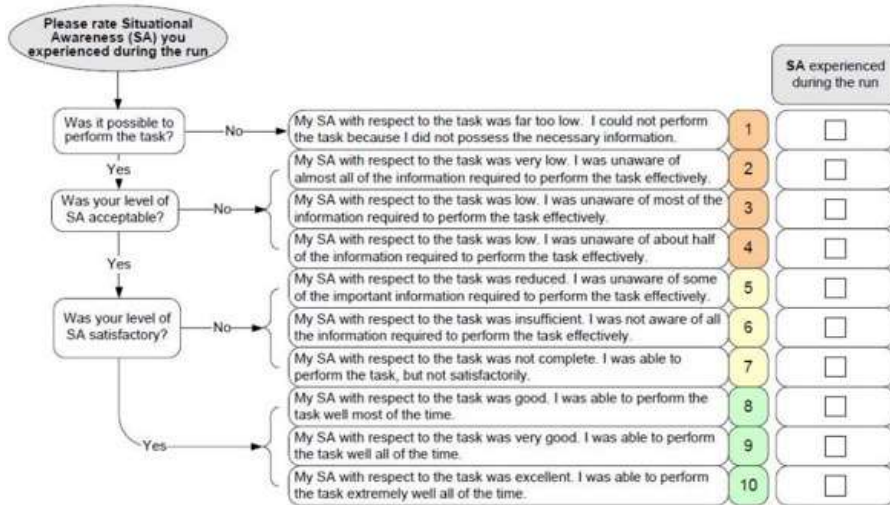 Please rate Situational
Awareness (SA) you
experienced during the run
SA experienced
during the run
Was it possible to
perform the task?
No
My SA with respect to the task was far too low. I could not perform
the task because I did not possess the necessary information.
1
Yes
My SA with respect to the task was very low. I was unaware of
almost all of the information required to perform the task effectively.
2
Was your level of
SA acceptable?
No
My SA with respect to the task was low. I was unaware of most of the
information required to perform the task effectively.
3
My SA with respect to the task was low. I was unaware of about half
of the information required to perform the task effectively.
4
Yes
My SA with respect to the task was reduced. I was unaware of some
of the important information required to perform the task effectively.
5
Was your level of
SA satisfactory?
No
My SA with respect to the task was insufficient. I was not aware of all
the information required to perform the task effectively.
6
My SA with respect to the task was not complete. I was able to
perform the task, but not satisfactorily.
7
My SA with respect to the task was good. I was able to perform the
task well most of the time.
8
Yes
My SA with respect to the task was very good. I was able to perform
the task well all of the time.
9
My SA with respect to the task was excellent. I was able to perform
the task extremely well all of the time.
10